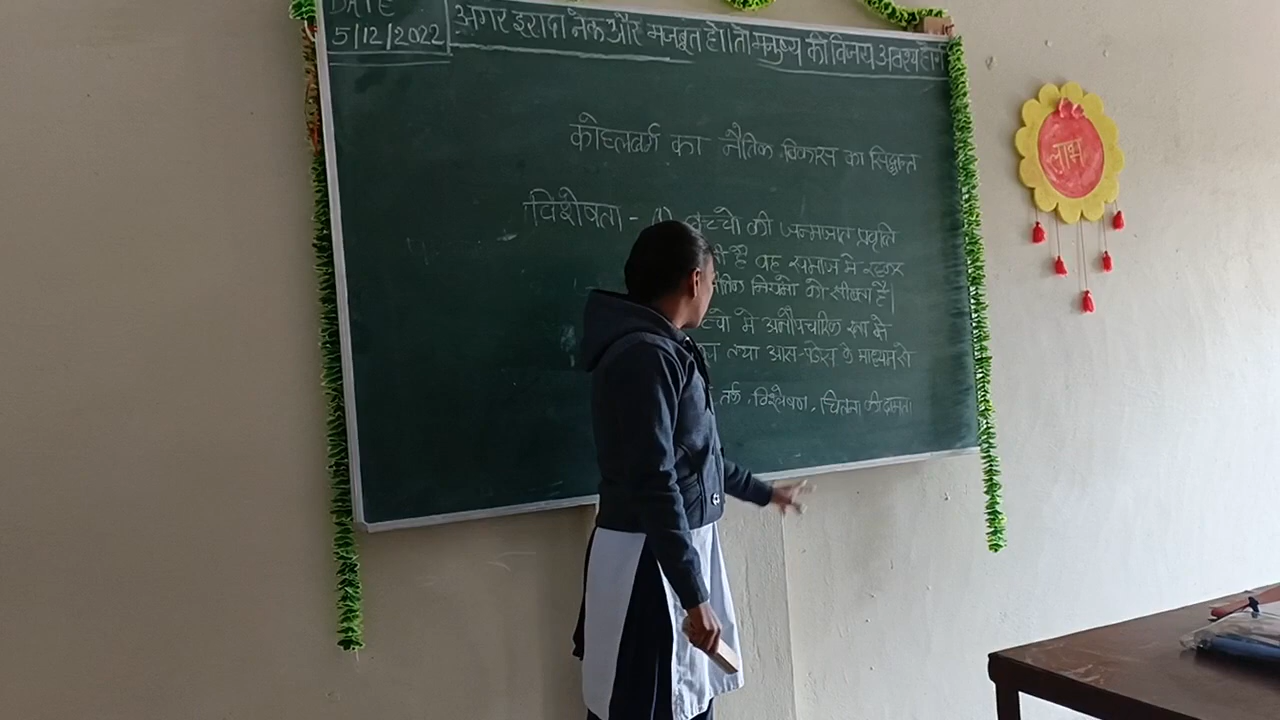 DATE
5/12/2022
अगर इरादा नेक और मजबूत हो। तो मनुष्य की विजय अवश्य होग
कोहलबर्ग का नैतिक विकास का सिद्धान्त
विशेषता - (1) बच्चो की जन्मजात प्रवृति
है वह समाज मे रहकर
नैतिक नियमो को सीखता है।
मे अनौपचारिक रूप से
तथा आस-पड़ोस के माध्यम से
तर्क, विश्लेषण, चिंतन की क्षमता
लाभ